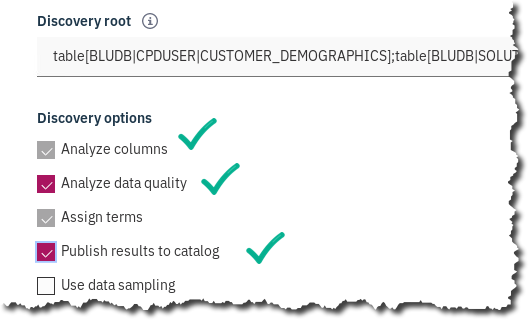 Discovery root
table[BLUDB|CPDUSER|CUSTOMER_DEMOGRAPHICS];table[BLUDB|SOLUT
Discovery options
Analyze columns
Analyze data quality
Assign terms
Publish results to catalog
Use data sampling